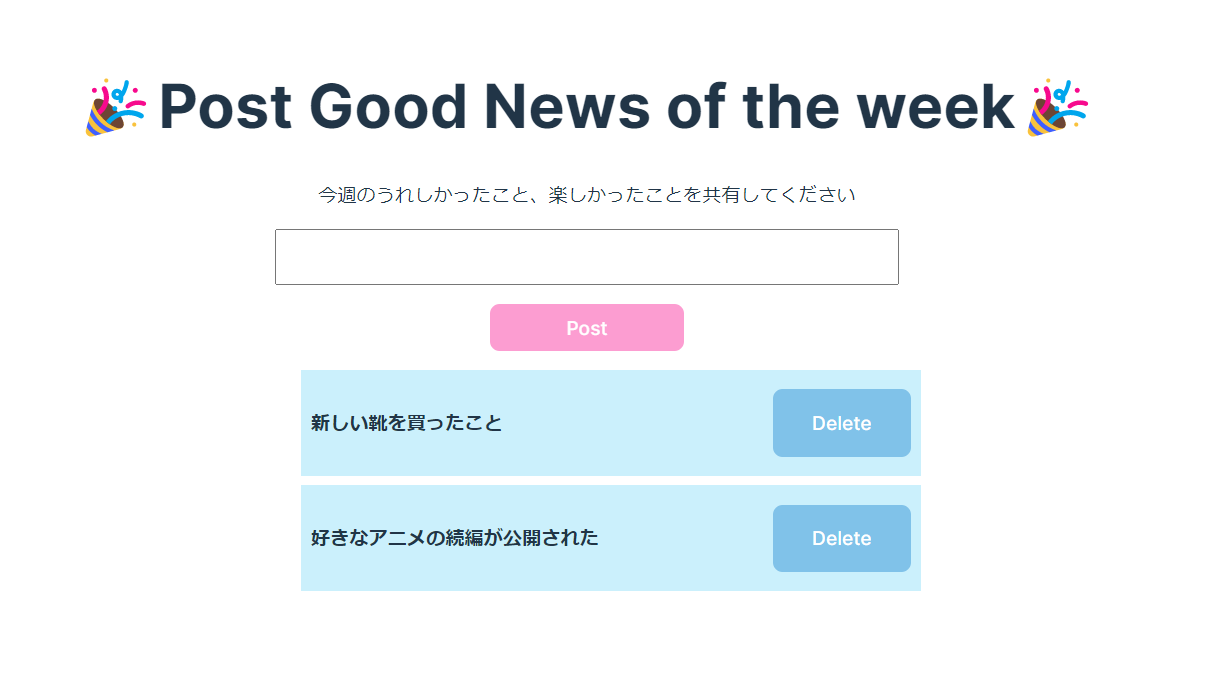 🎉Post Good News of the week🎉
今週のうれしかったこと、楽しかったことを共有してください
Post
新しい靴を買ったこと
Delete
好きなアニメの続編が公開された
Delete